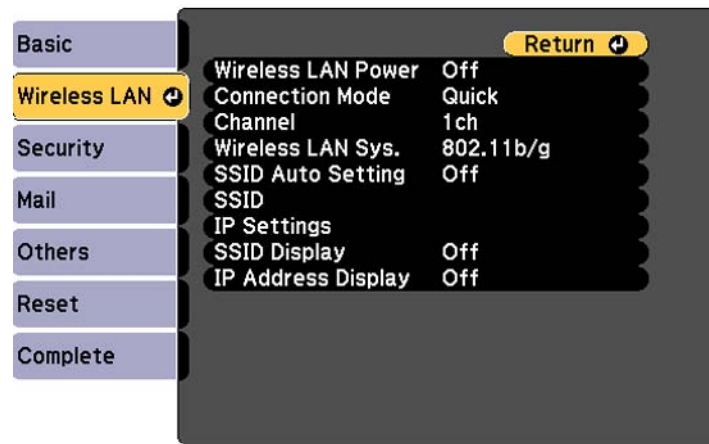 Basic
Wireless LAN
Security
Mail
Others
Reset
Complete
Return
Wireless LAN Power Off
Connection Mode Quick
Channel 1ch
Wireless LAN Sys. 802.11b/g
SSID Auto Setting Off
SSID
IP Settings
SSID Display Off
IP Address Display Off